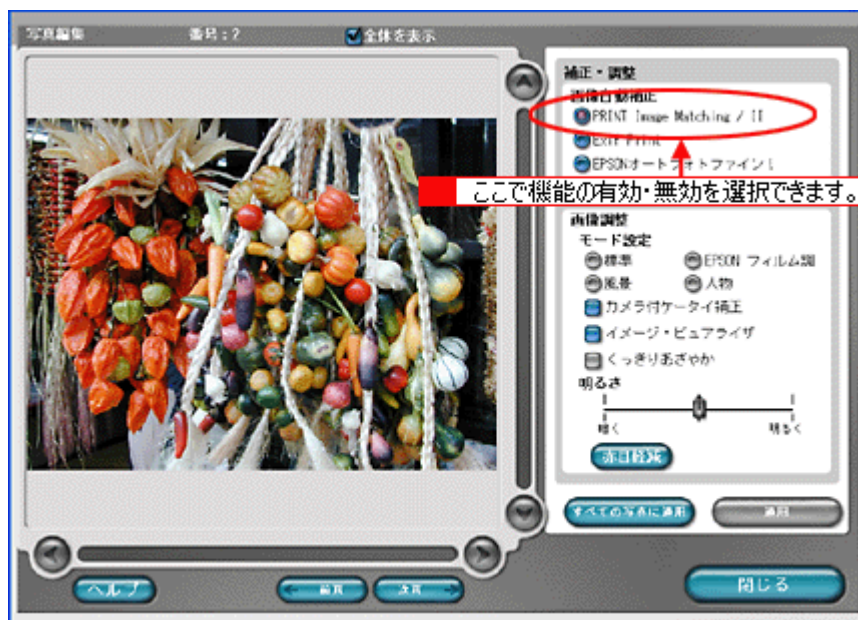 写真編集 番号:2 全体を表示
補正・調整
画像自動補正
PRINT Image Matching / II
Exif Print
EPSONオートフォトファイン!
ここで機能の有効・無効を選択できます。
画像調整
モード設定
標準 EPSON フィルム調
風景 人物
カメラ付ケータイ補正
イメージ・ピュアライザ
くっきりあざやか
明るさ
暗く 明るく
赤目軽減
すべての写真に適用 適用
ヘルプ 前頁 次頁 閉じる